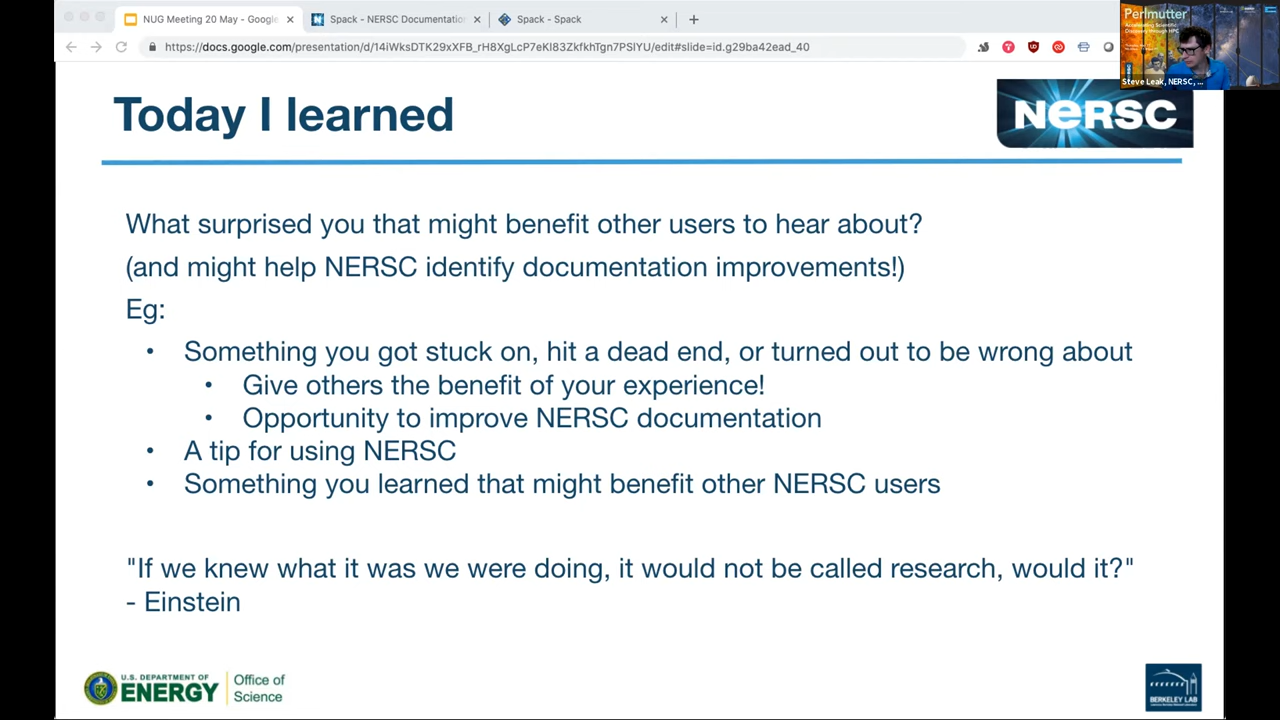 NUG Meeting 20 May - Google
Spack - NERSC Documentation
Spack - Spack
https://docs.google.com/presentation/d/14iWksDTK29xXFB_rH8XgLcP7eKl83ZkfkhTgn7PSlYU/edit#slide=id.g29ba42ead_40
Perlmutter
Steve Leak, NERSC, ...
Today I learned
NERSC
What surprised you that might benefit other users to hear about?
(and might help NERSC identify documentation improvements!)
Eg:
• Something you got stuck on, hit a dead end, or turned out to be wrong about
• Give others the benefit of your experience!
• Opportunity to improve NERSC documentation
• A tip for using NERSC
• Something you learned that might benefit other NERSC users
"If we knew what it was we were doing, it would not be called research, would it?"
- Einstein
U.S. DEPARTMENT OF
ENERGY
Office of
Science
BERKELEY LAB